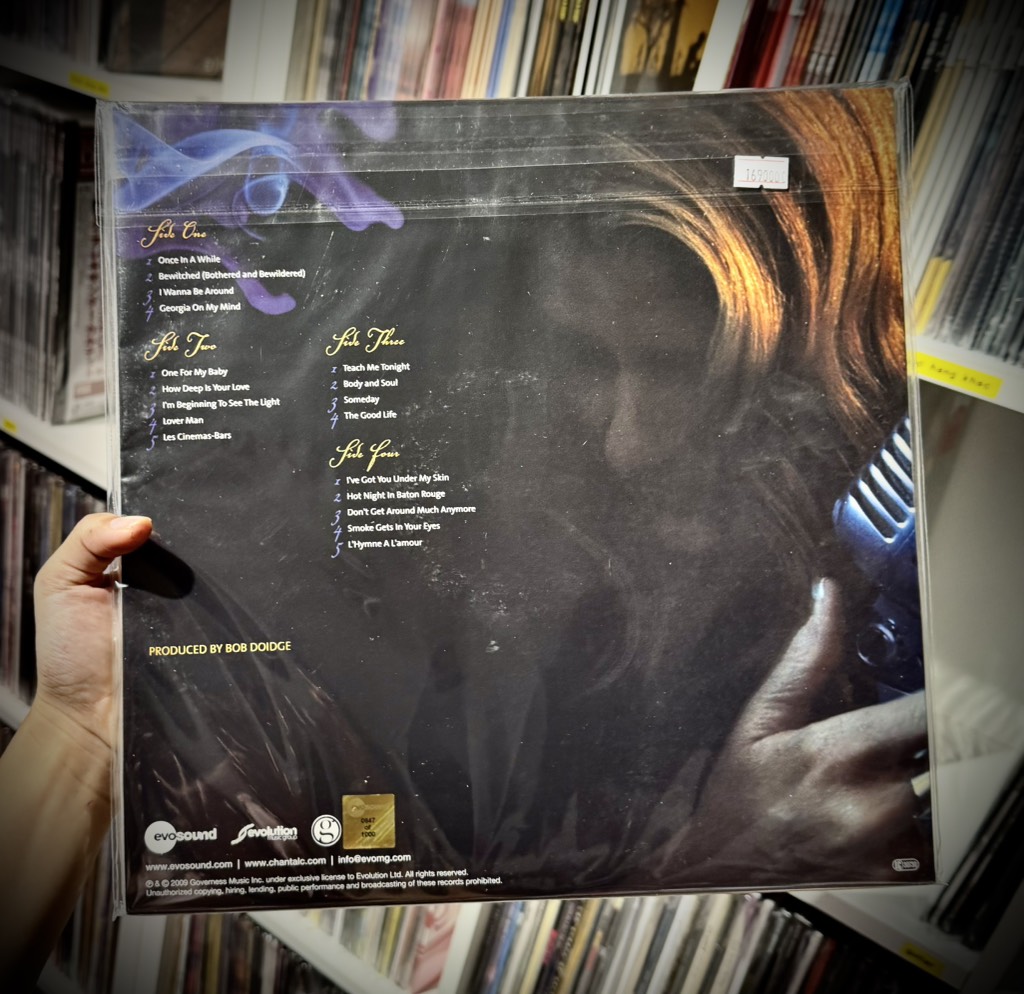 Side One
1 Once In A While
2 Bewitched (Bothered and Bewildered)
3 I Wanna Be Around
4 Georgia On My Mind
Side Two
1 One For My Baby
2 How Deep Is Your Love
3 I'm Beginning To See The Light
4 Lover Man
5 Les Cinemas-Bars
Side Three
1 Teach Me Tonight
2 Body and Soul
3 Someday
4 The Good Life
Side Four
1 I've Got You Under My Skin
2 Hot Night In Baton Rouge
3 Don't Get Around Much Anymore
4 Smoke Gets In Your Eyes
5 L'Hymne A L'amour
PRODUCED BY BOB DOIDGE
evosound evolution music group g
0947
of
1000
www.evosound.com | www.chantalc.com | info@evomg.com
℗ & © 2009 Governess Music Inc. under exclusive license to Evolution Ltd. All rights reserved.
Unauthorized copying, hiring, lending, public performance and broadcasting of these records prohibited.